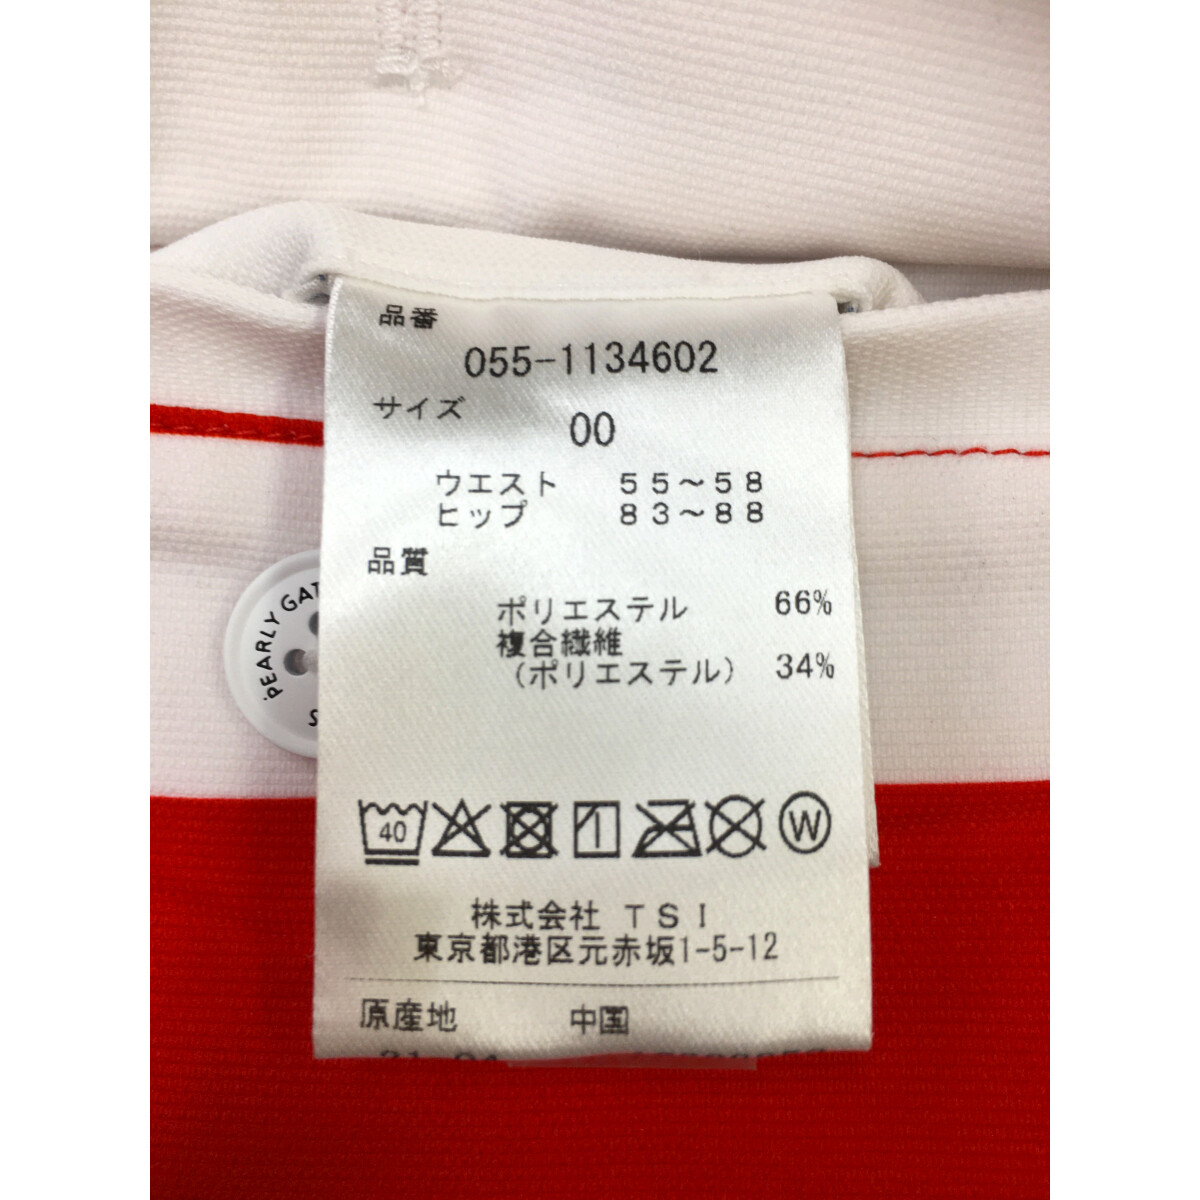 品番
055-1134602
サイズ
00
ウエスト 55～58
ヒップ 83～88
品質
ポリエステル 66%
複合繊維
(ポリエステル) 34%
40
W
株式会社 TSI
東京都港区元赤坂1-5-12
原産地 中国
PEARLY